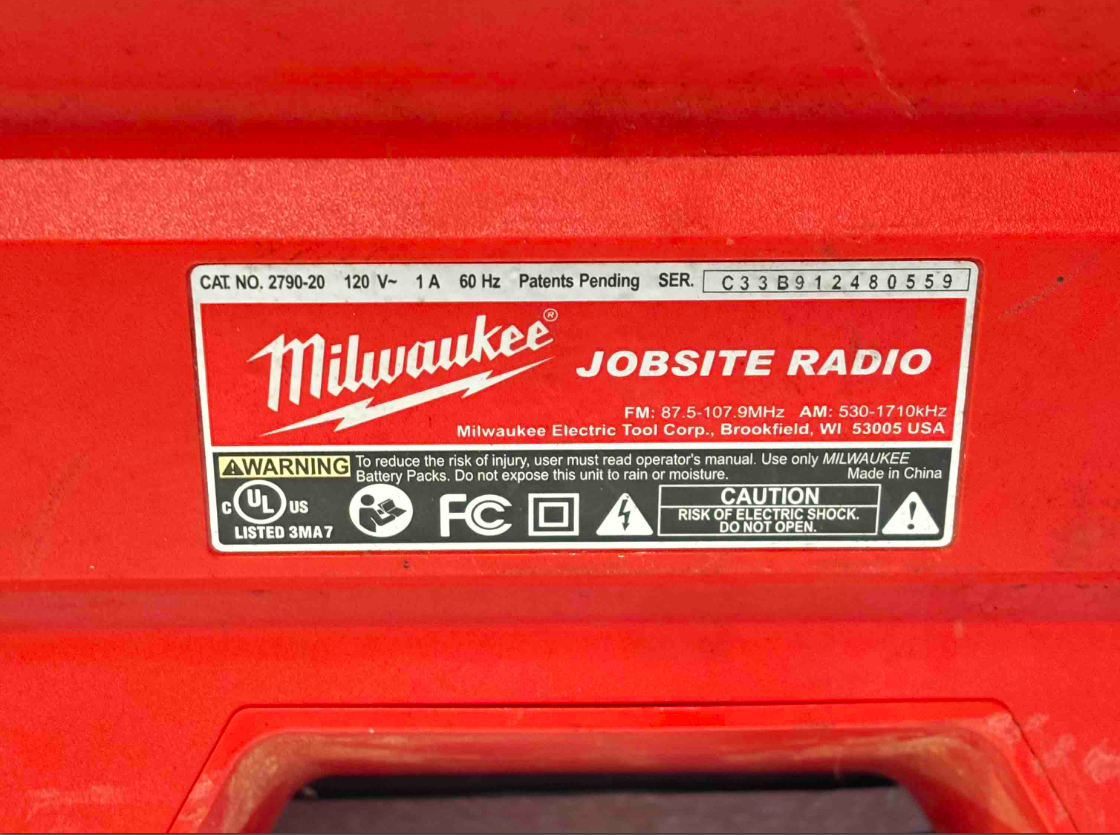 CAT. NO. 2790-20 120 V~ 1 A 60 Hz Patents Pending SER. C33B912480559
Milwaukee®
JOBSITE RADIO
FM: 87.5-107.9MHz AM: 530-1710kHz
Milwaukee Electric Tool Corp., Brookfield, WI 53005 USA
WARNING To reduce the risk of injury, user must read operator's manual. Use only MILWAUKEE
Battery Packs. Do not expose this unit to rain or moisture. Made in China
C UL US
LISTED 3MA7
FC
CAUTION
RISK OF ELECTRIC SHOCK.
DO NOT OPEN.